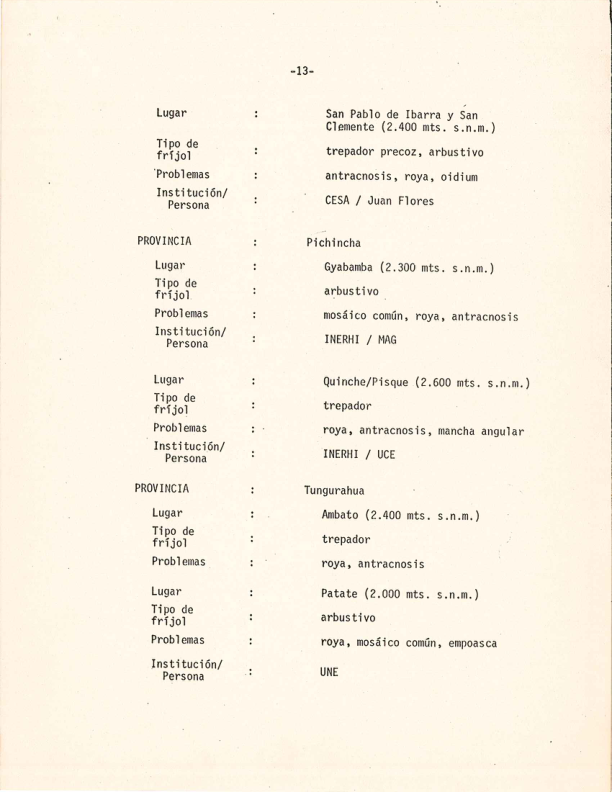 -13-
Lugar : San Pablo de Ibarra y San
Clemente (2.400 mts. s.n.m.)
Tipo de
fríjol : trepador precoz, arbustivo
Problemas : antracnosis, roya, oidium
Institución/
Persona : CESA / Juan Flores
PROVINCIA : Pichincha
Lugar : Gyabamba (2.300 mts. s.n.m.)
Tipo de
fríjol : arbustivo
Problemas : mosáico común, roya, antracnosis
Institución/
Persona : INERHI / MAG
Lugar : Quinche/Pisque (2.600 mts. s.n.m.)
Tipo de
fríjol : trepador
Problemas : roya, antracnosis, mancha angular
Institución/
Persona : INERHI / UCE
PROVINCIA : Tungurahua
Lugar : Ambato (2.400 mts. s.n.m.)
Tipo de
fríjol : trepador
Problemas : roya, antracnosis
Lugar : Patate (2.000 mts. s.n.m.)
Tipo de
fríjol : arbustivo
Problemas : roya, mosáico común, empoasca
Institución/
Persona : UNE